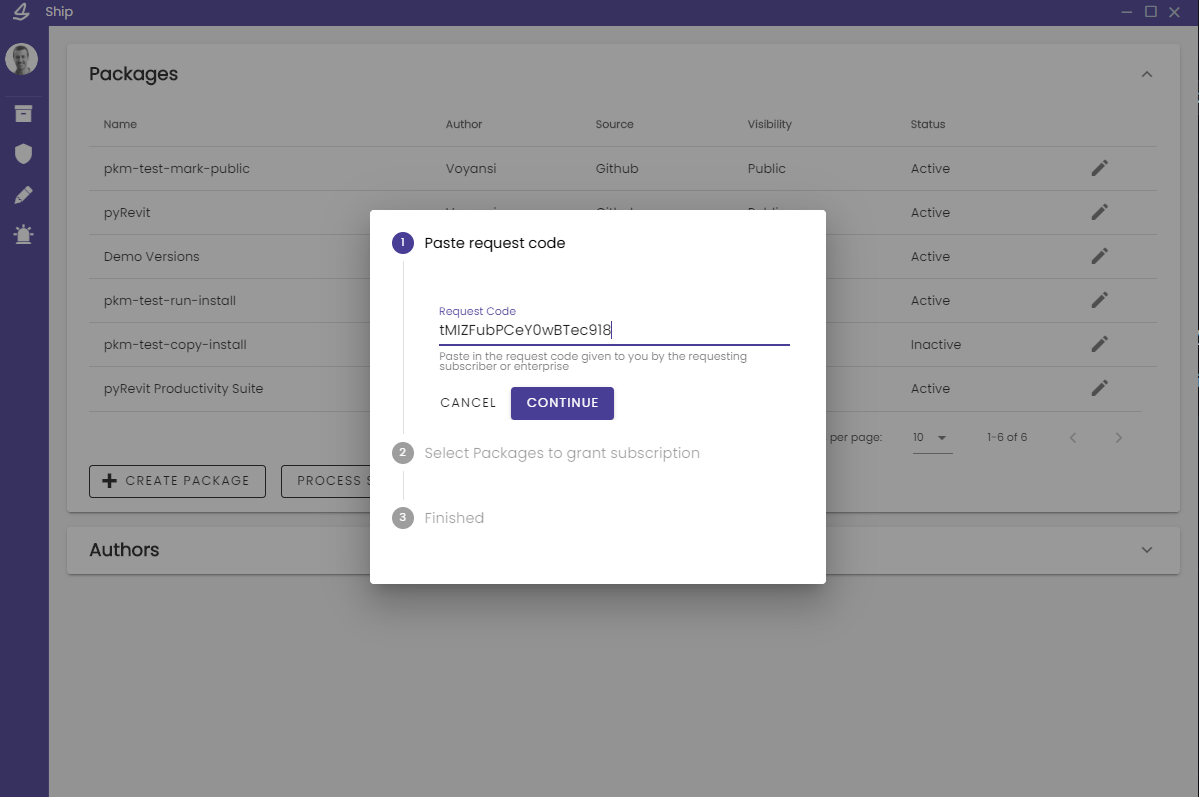 Ship
Packages
Name Author Source Visibility Status
pkm-test-mark-public Voyansi Github Public Active
pyRevit Active
Demo Versions Active
pkm-test-run-install Active
pkm-test-copy-install Inactive
pyRevit Productivity Suite Active
per page: 10 1-6 of 6
CREATE PACKAGE PROCESS
Authors
1 Paste request code
Request Code
tMIZFubPCeY0wBTec918
Paste in the request code given to you by the requesting
subscriber or enterprise
CANCEL CONTINUE
2 Select Packages to grant subscription
3 Finished